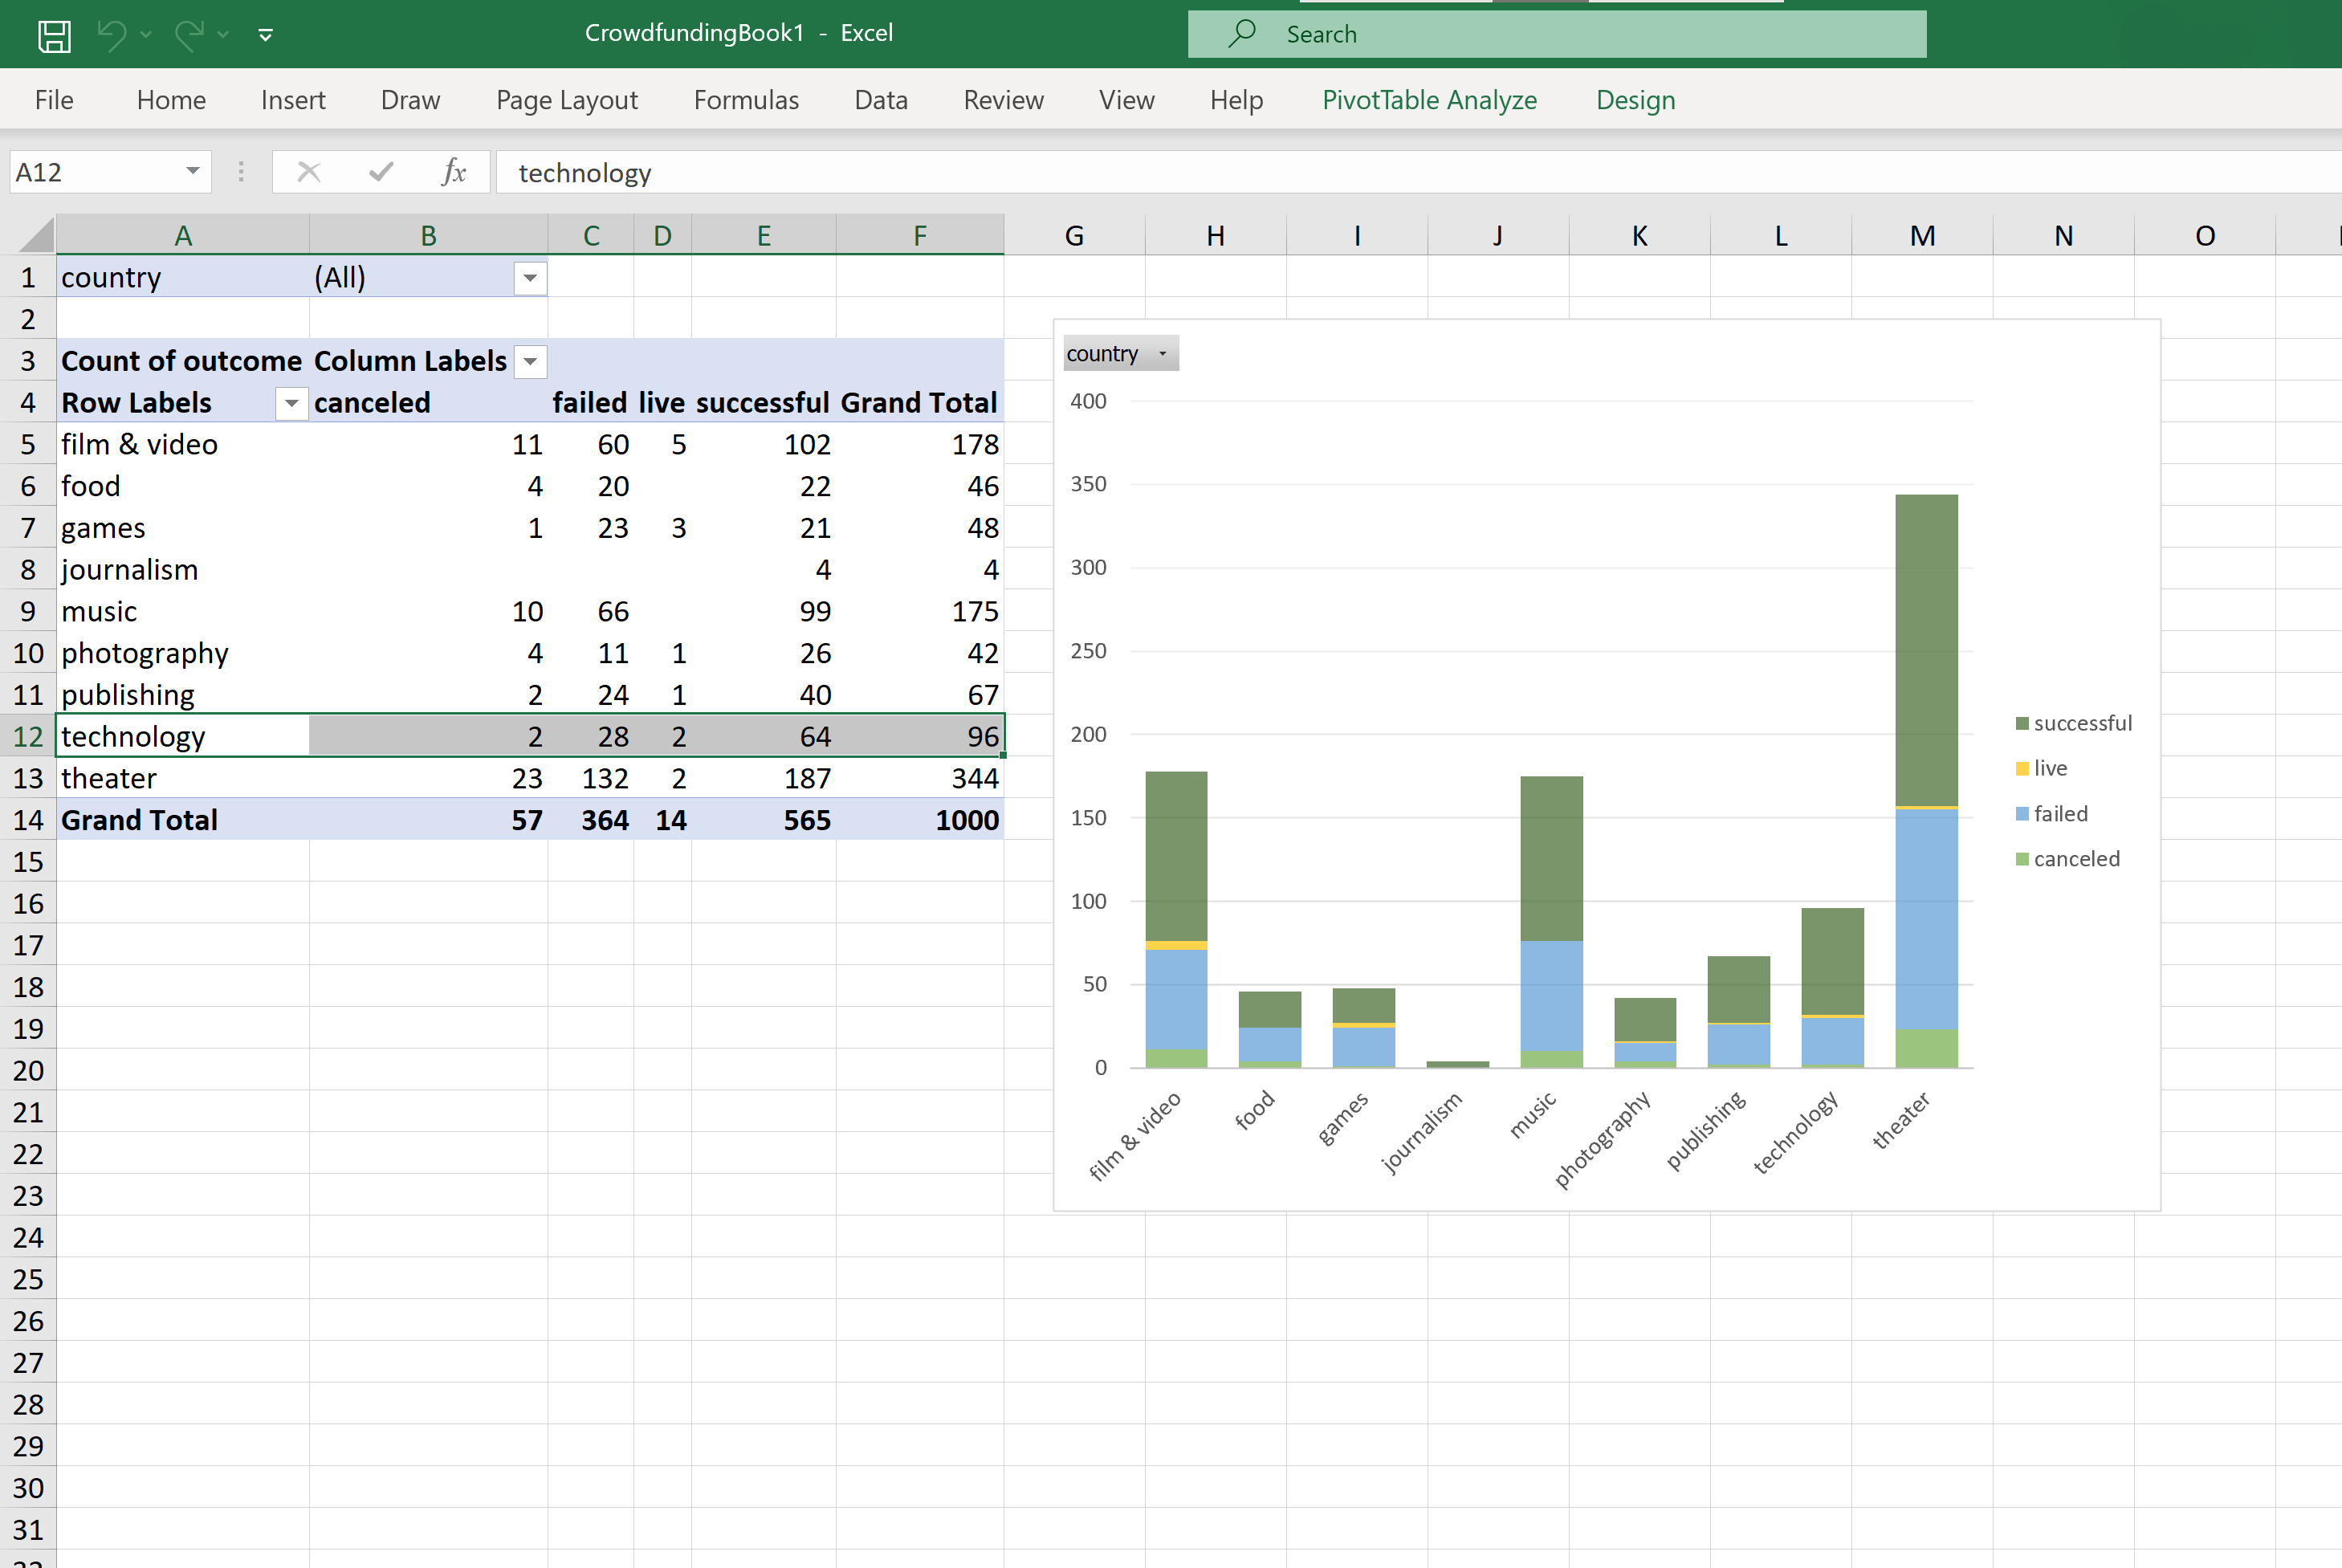 CrowdfundingBook1 - Excel
Search
File Home Insert Draw Page Layout Formulas Data Review View Help PivotTable Analyze Design
A12 fx technology
A B C D E F G H I J K L M N O
1 country (All)
2
3 Count of outcome Column Labels
4 Row Labels canceled failed live successful Grand Total
5 film & video 11 60 5 102 178
6 food 4 20 22 46
7 games 1 23 3 21 48
8 journalism 4 4
9 music 10 66 99 175
10 photography 4 11 1 26 42
11 publishing 2 24 1 40 67
12 technology 2 28 2 64 96
13 theater 23 132 2 187 344
14 Grand Total 57 364 14 565 1000
15
16
17
18
19
20
21
22
23
24
25
26
27
28
29
30
31
country
400
350
300
250
200
150
100
50
0
film & video food games journalism music photography publishing technology theater
successful
live
failed
canceled